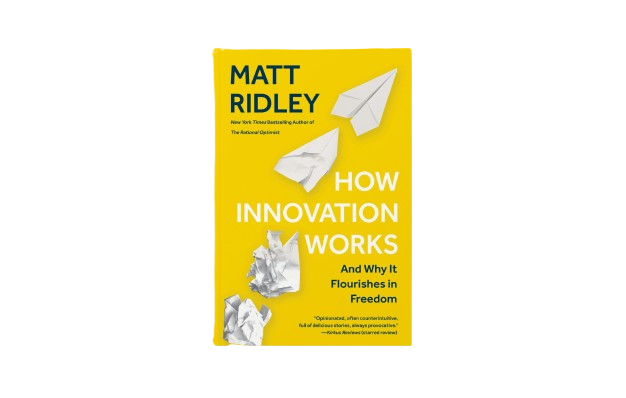 MATT
RIDLEY
New York Times Bestselling Author of
The Rational Optimist
HOW
INNOVATION
WORKS
And Why It
Flourishes in
Freedom
"Opinionated, often counterintuitive,
full of delicious stories, always provocative."
—Kirkus Reviews (starred review)